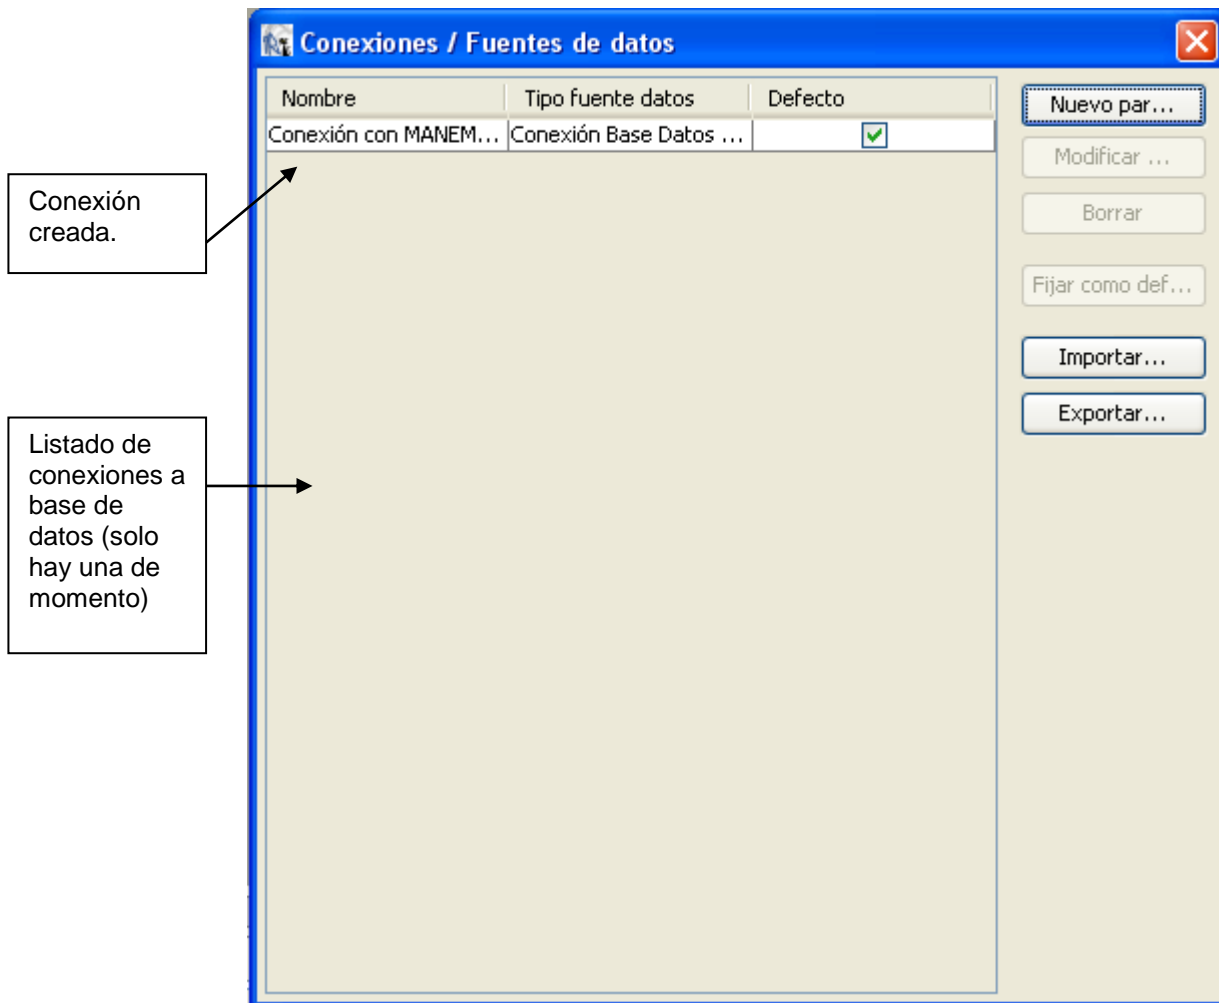 Conexiones / Fuentes de datos
Nombre Tipo fuente datos Defecto
Conexión con MANEM... Conexión Base Datos ...
Nuevo par...
Modificar ...
Borrar
Fijar como def...
Importar...
Exportar...
Conexión
creada.
Listado de
conexiones a
base de
datos (solo
hay una de
momento)